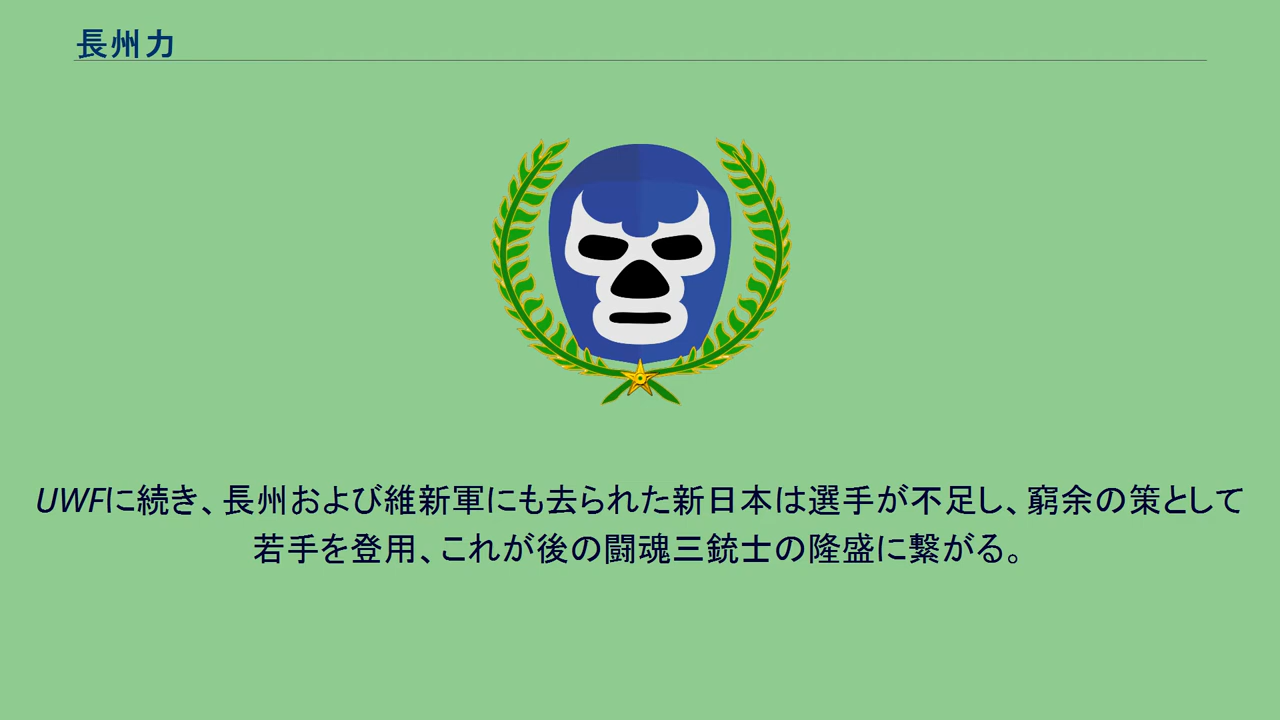 長州力
UWFに続き、長州および維新軍にも去られた新日本は選手が不足し、窮余の策として
若手を登用、これが後の闘魂三銃士の隆盛に繋がる。